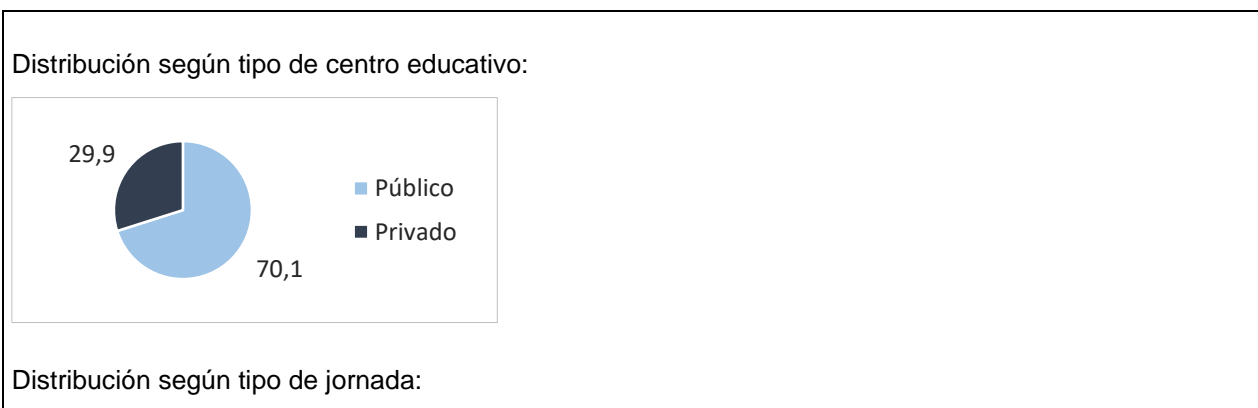 Distribución según tipo de centro educativo:
29,9
Público
Privado
70,1
Distribución según tipo de jornada: